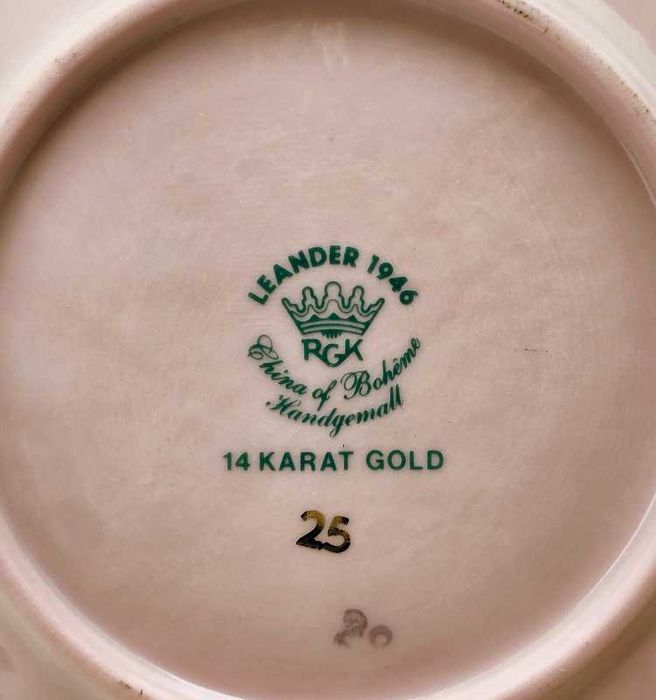 LEANDER 1946
RGK
China of Bohême
Handgemalt
14 KARAT GOLD
25